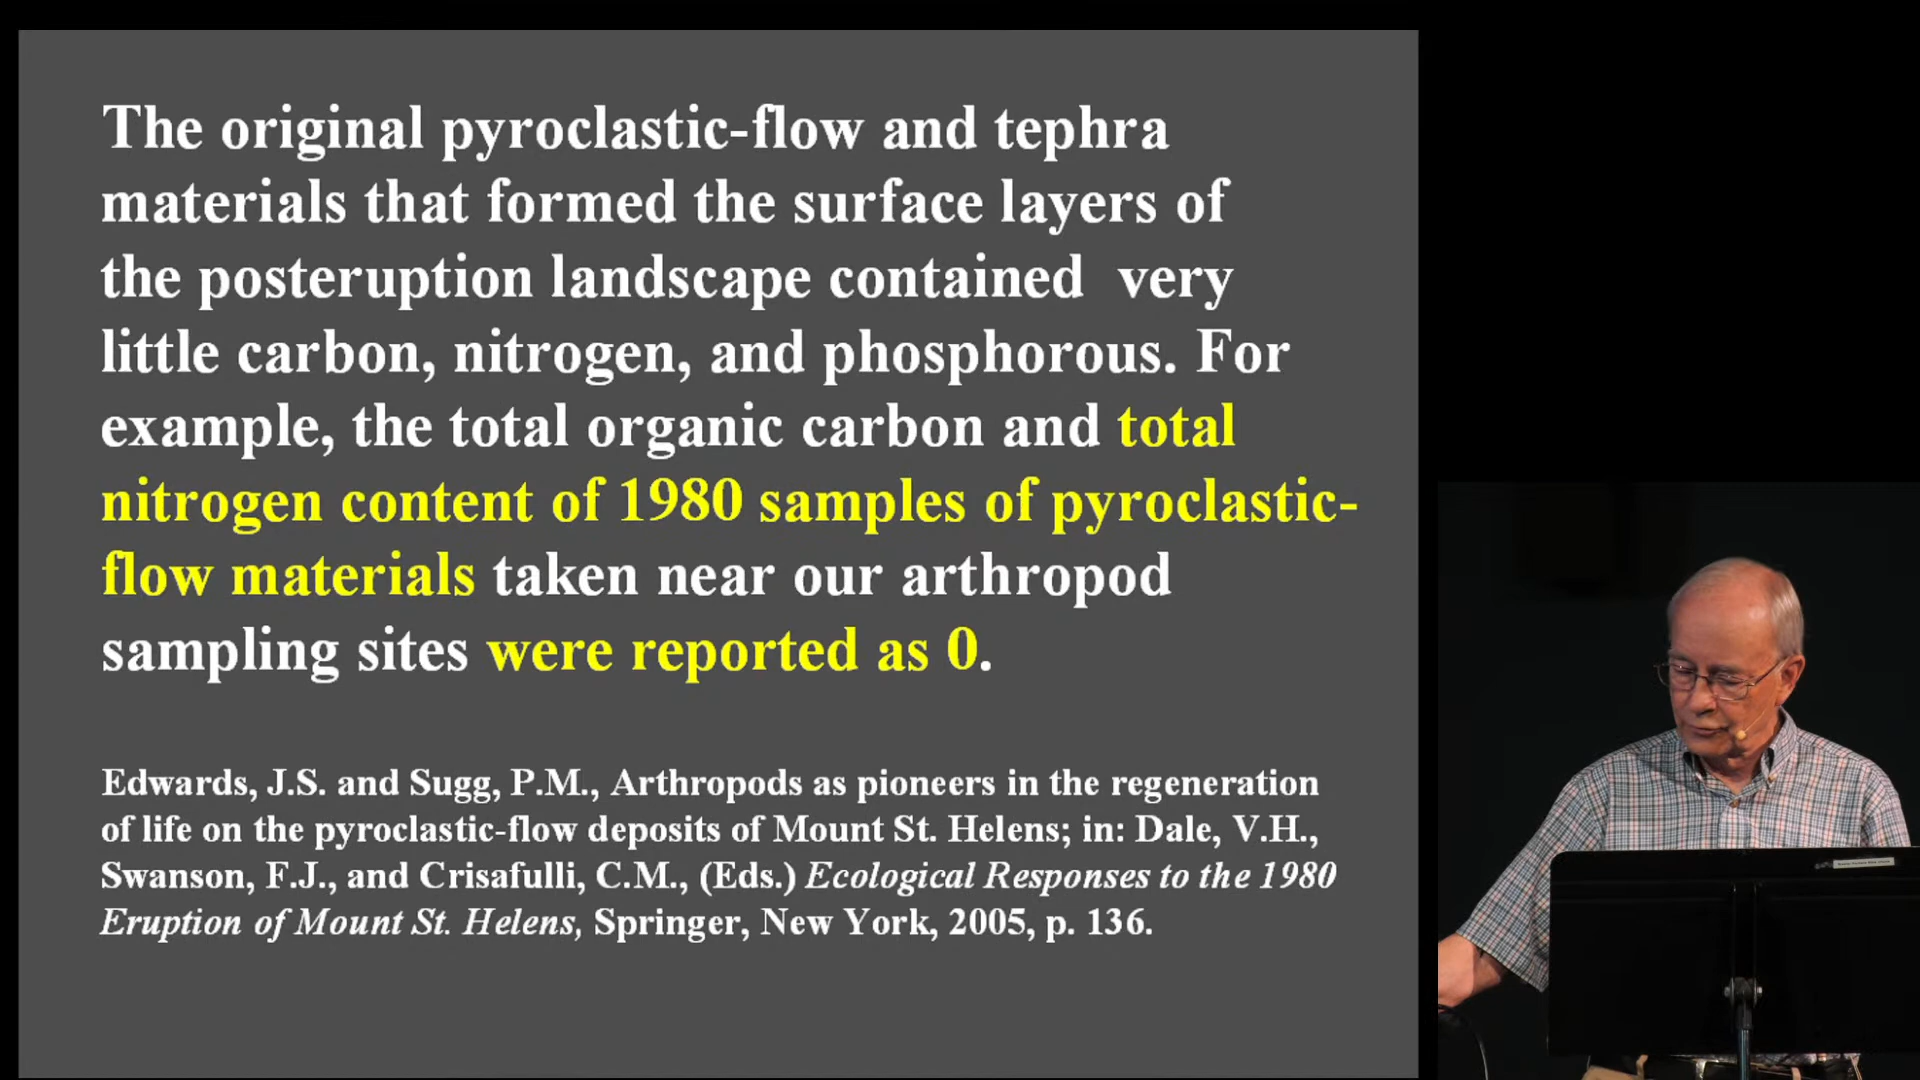 The original pyroclastic-flow and tephra
materials that formed the surface layers of
the posteruption landscape contained  very
little carbon, nitrogen, and phosphorous. For
example, the total organic carbon and total
nitrogen content of 1980 samples of pyroclastic-
flow materials taken near our arthropod
sampling sites were reported as 0.
Edwards, J.S. and Sugg, P.M., Arthropods as pioneers in the regeneration
of life on the pyroclastic-flow deposits of Mount St. Helens; in: Dale, V.H.,
Swanson, F.J., and Crisafulli, C.M., (Eds.) Ecological Responses to the 1980
Eruption of Mount St. Helens, Springer, New York, 2005, p. 136.